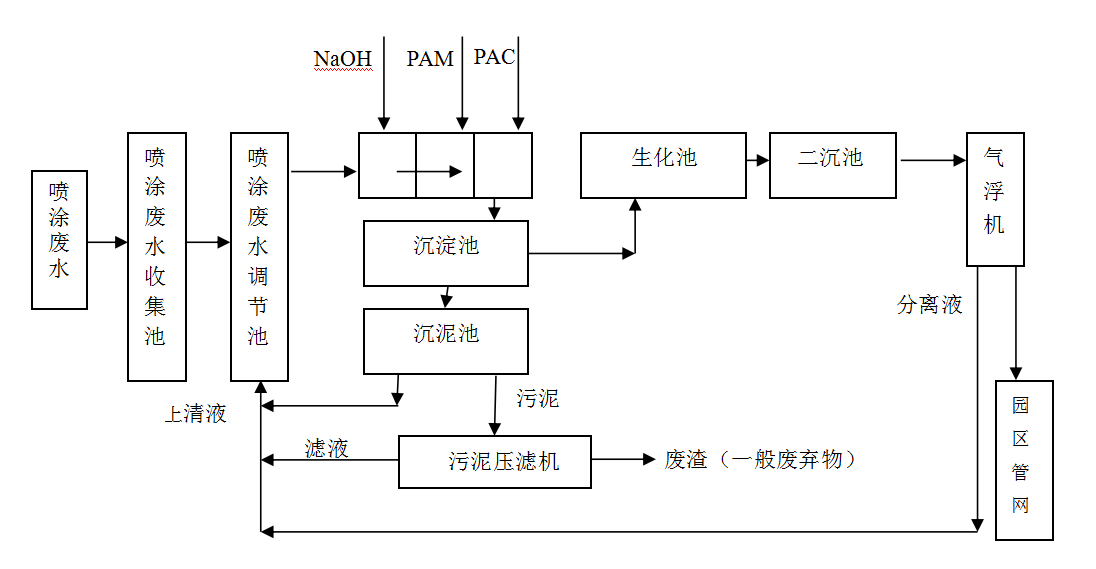 NaOH
PAM
PAC
喷涂废水
喷涂废水收集池
喷涂废水调节池
生化池
二沉池
气浮机
沉淀池
沉泥池
分离液
上清液
污泥
滤液
污泥压滤机
废渣（一般废弃物）
园区管网